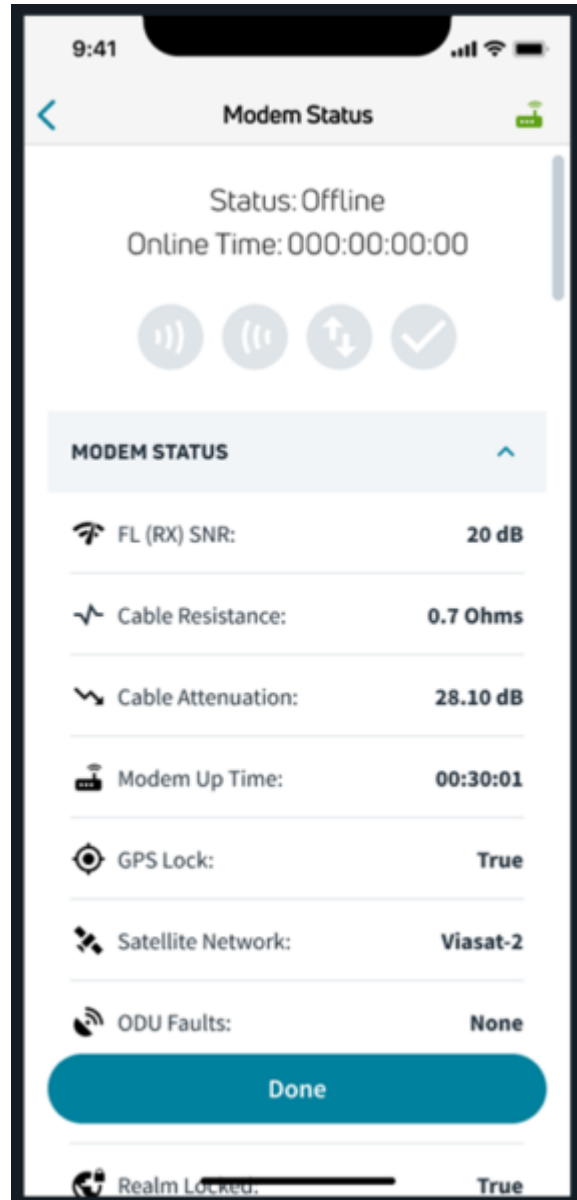 9:41
Modem Status
Status: Offline
Online Time: 000:00:00:00
MODEM STATUS
FL (RX) SNR: 20 dB
Cable Resistance: 0.7 Ohms
Cable Attenuation: 28.10 dB
Modem Up Time: 00:30:01
GPS Lock: True
Satellite Network: Viasat-2
ODU Faults: None
Done
Realm Locked: True